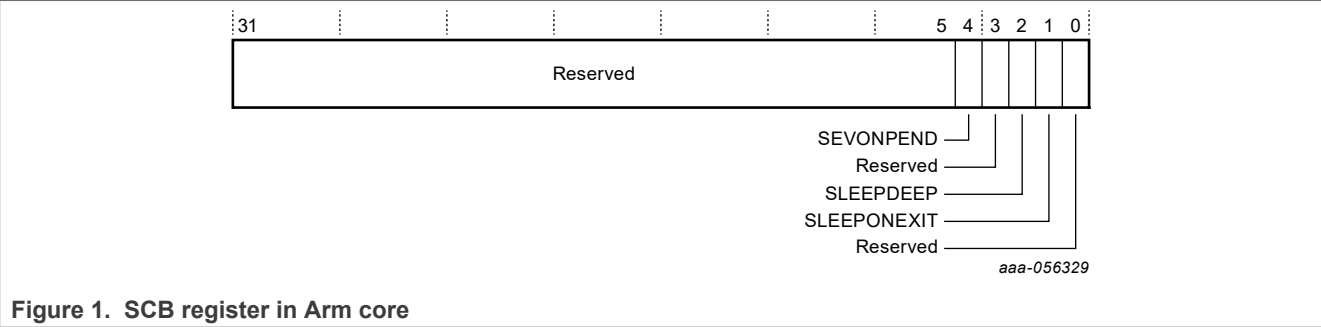 31 5 4 3 2 1 0
Reserved
SEVONPEND
Reserved
SLEEPDEEP
SLEEPONEXIT
Reserved
aaa-056329
Figure 1. SCB register in Arm core